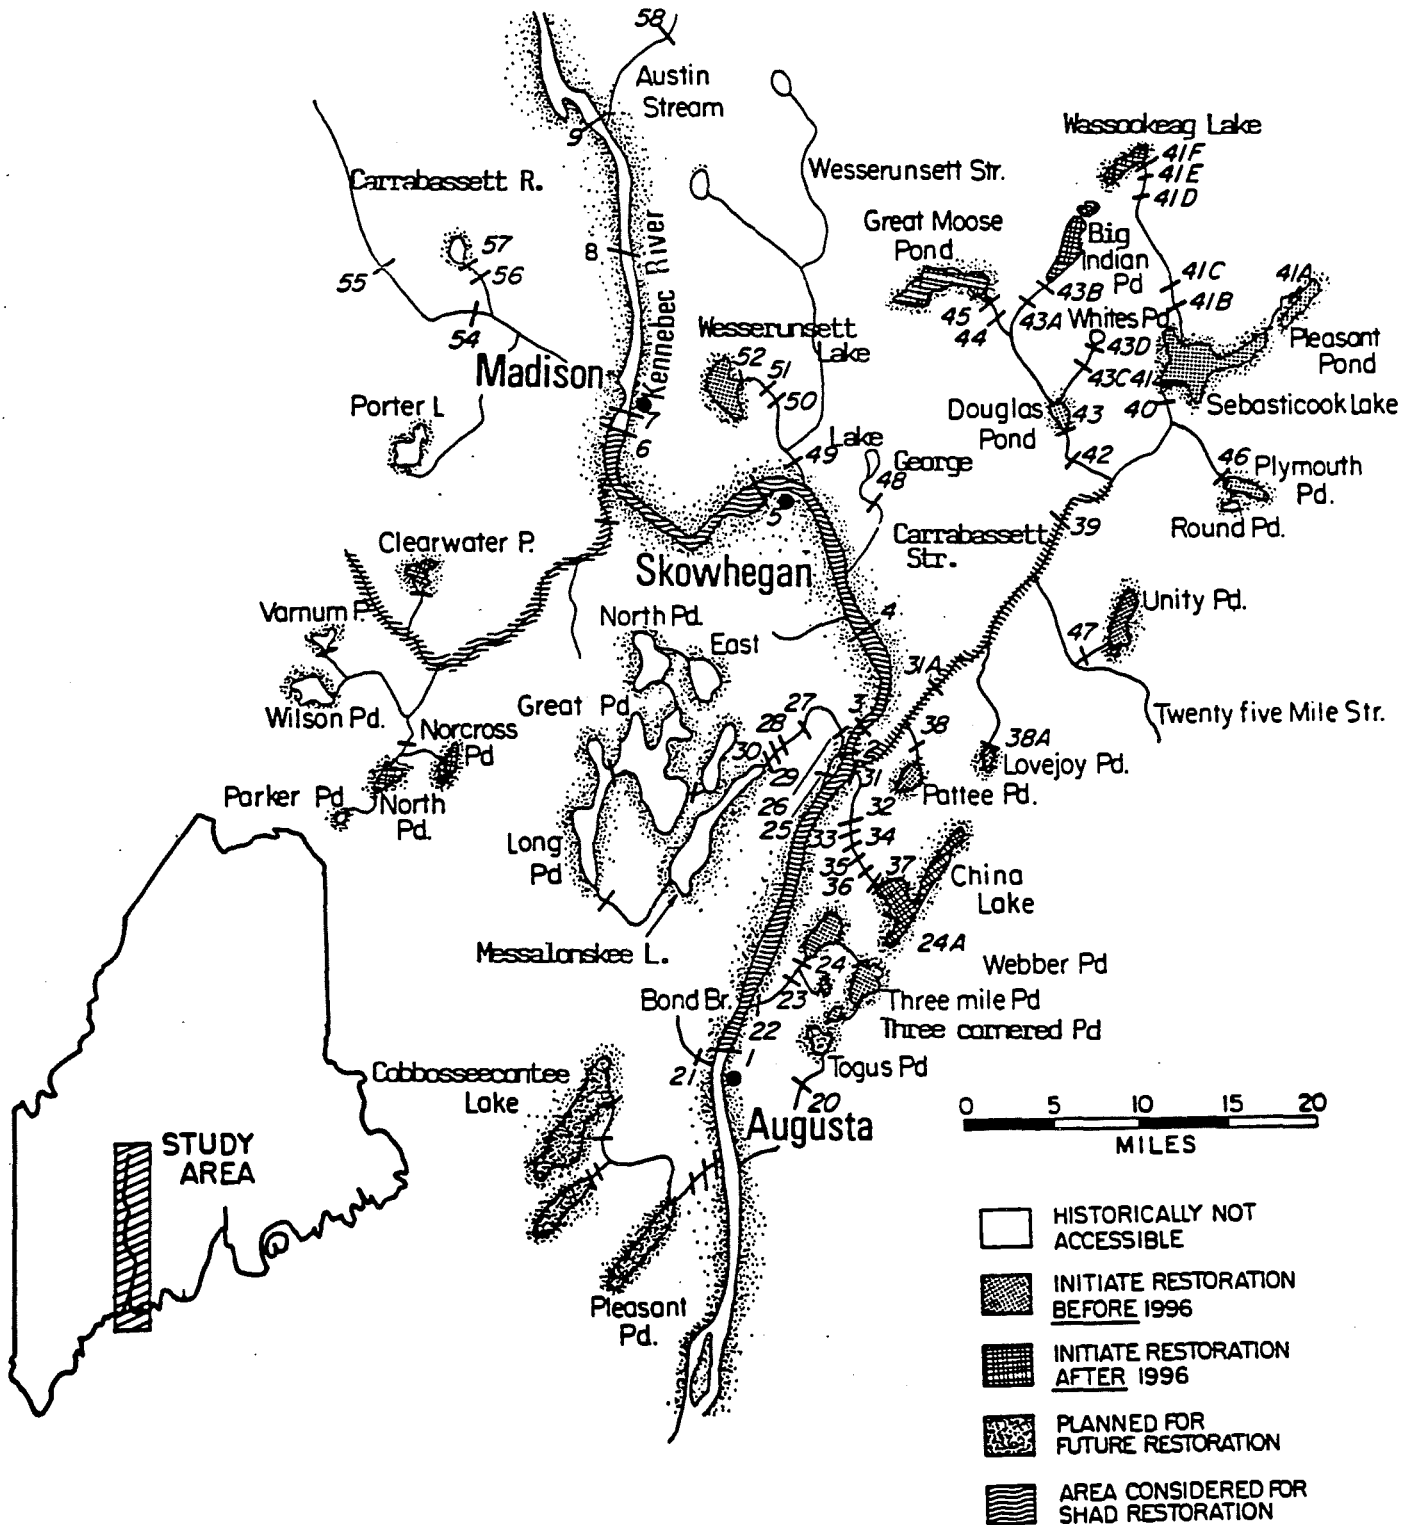 58
Austin
Stream
9
Wassookeag Lake
41F
41E
41D
Carrabassett R.
Wesserunsett Str.
Great Moose
Pond
Big
Indian
Pd
57
56
55
54
8
Kennebec River
41C
41B
41A
43B
43A
45
44
Whites Pd
43D
43C
41
Pleasant
Pond
Wesserunsett
Lake
52
51
50
Madison
Porter L
7
6
Douglas
Pond
43
40
Sebasticook Lake
42
49
Lake
George
48
46
Plymouth
Pd.
Round Pd.
5
39
Carrabassett
Str.
Clearwater P.
Skowhegan
Varnum P.
North Pd.
East
4
Unity Pd.
47
31A
Wilson Pd.
Norcross
Pd
Great Pd
27
28
30
29
3
2
38
Twenty five Mile Str.
38A
Lovejoy Pd.
31
Pattee Pd.
Parker Pd
North
Pd.
26
25
32
33
34
35
36
37
Long
Pd
China
Lake
24A
Messalonskee L.
Webber Pd
24
23
Three mile Pd
Three cornered Pd
Bond Br.
22
1
21
Togus Pd
20
Cobbosseecontee
Lake
Augusta
0 5 10 15 20
MILES
STUDY
AREA
Pleasant
Pd.
HISTORICALLY NOT
ACCESSIBLE
INITIATE RESTORATION
BEFORE 1996
INITIATE RESTORATION
AFTER 1996
PLANNED FOR
FUTURE RESTORATION
AREA CONSIDERED FOR
SHAD RESTORATION